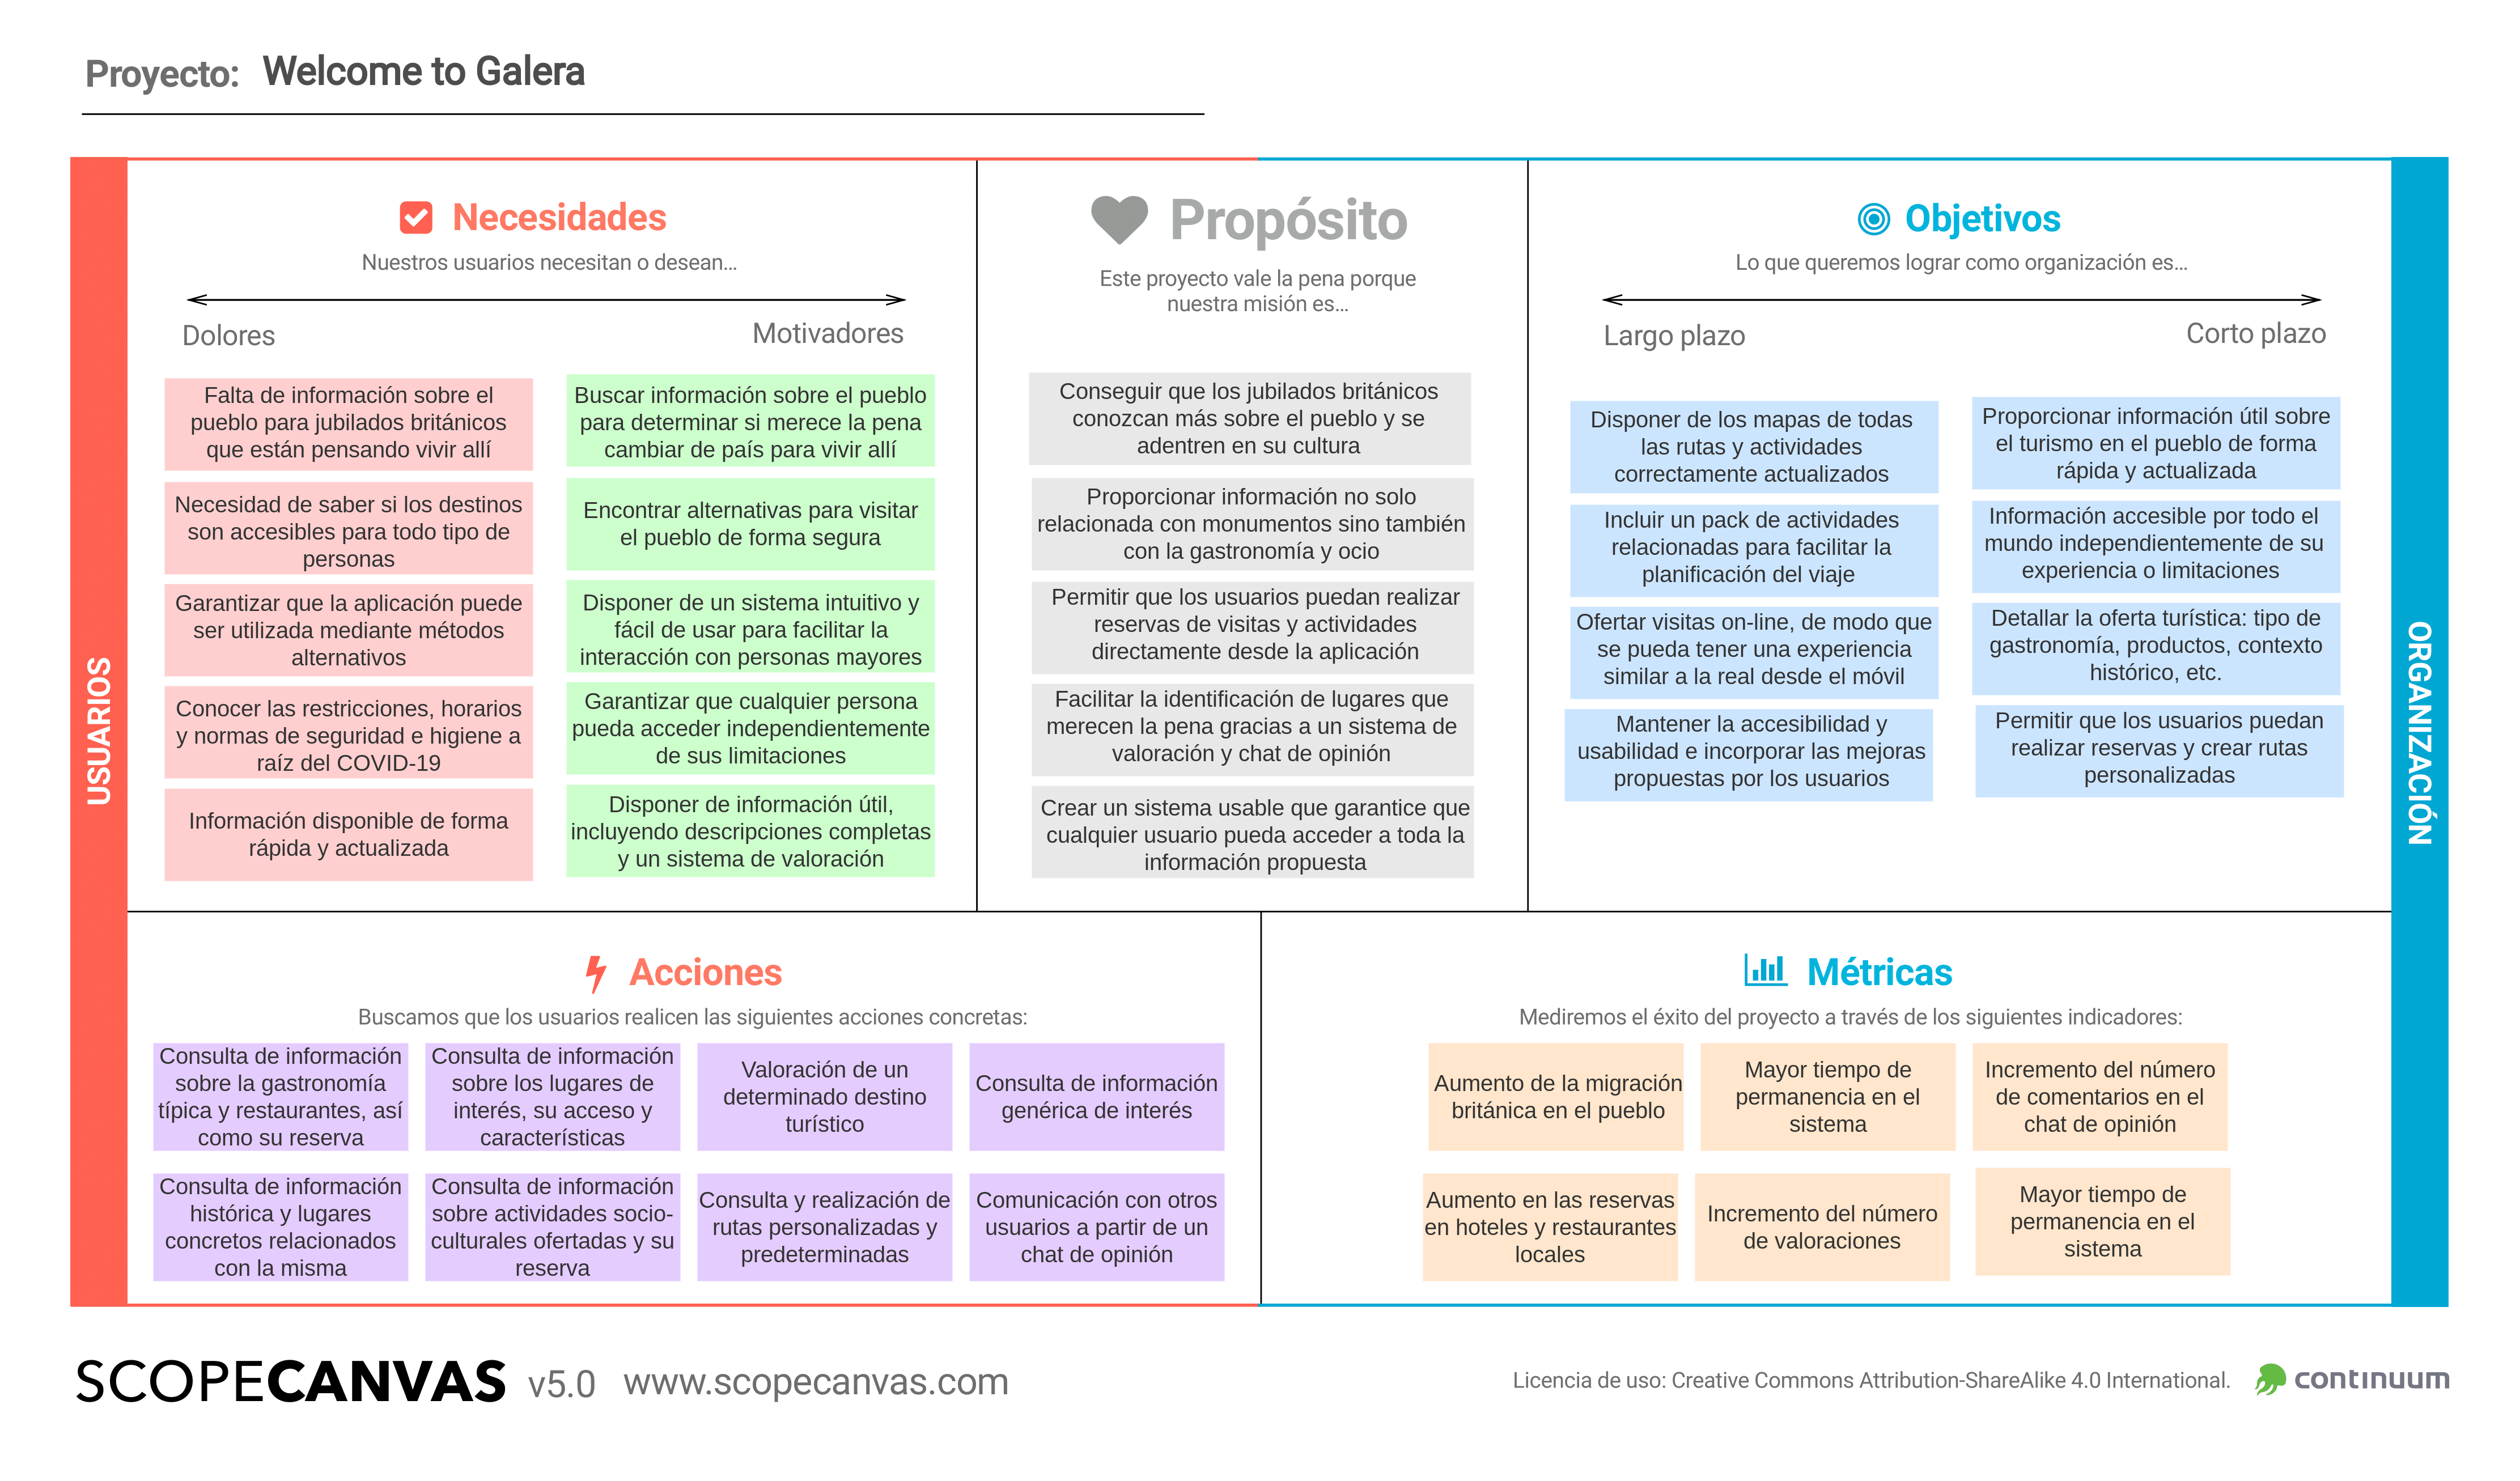 Proyecto: Welcome to Galera
USUARIOS
Necesidades
Nuestros usuarios necesitan o desean...
Dolores
Motivadores
Falta de información sobre el
pueblo para jubilados británicos
que están pensando vivir allí
Necesidad de saber si los destinos
son accesibles para todo tipo de
personas
Garantizar que la aplicación puede
ser utilizada mediante métodos
alternativos
Conocer las restricciones, horarios
y normas de seguridad e higiene a
raíz del COVID-19
Información disponible de forma
rápida y actualizada
Buscar información sobre el pueblo
para determinar si merece la pena
cambiar de país para vivir allí
Encontrar alternativas para visitar
el pueblo de forma segura
Disponer de un sistema intuitivo y
fácil de usar para facilitar la
interacción con personas mayores
Garantizar que cualquier persona
pueda acceder independientemente
de sus limitaciones
Disponer de información útil,
incluyendo descripciones completas
y un sistema de valoración
Propósito
Este proyecto vale la pena porque
nuestra misión es...
Conseguir que los jubilados británicos
conozcan más sobre el pueblo y se
adentren en su cultura
Proporcionar información no solo
relacionada con monumentos sino también
con la gastronomía y ocio
Permitir que los usuarios puedan realizar
reservas de visitas y actividades
directamente desde la aplicación
Facilitar la identificación de lugares que
merecen la pena gracias a un sistema de
valoración y chat de opinión
Crear un sistema usable que garantice que
cualquier usuario pueda acceder a toda la
información propuesta
Objetivos
Lo que queremos lograr como organización es...
Largo plazo
Corto plazo
Disponer de los mapas de todas
las rutas y actividades
correctamente actualizados
Incluir un pack de actividades
relacionadas para facilitar la
planificación del viaje
Ofertar visitas on-line, de modo que
se pueda tener una experiencia
similar a la real desde el móvil
Mantener la accesibilidad y
usabilidad e incorporar las mejoras
propuestas por los usuarios
Proporcionar información útil sobre
el turismo en el pueblo de forma
rápida y actualizada
Información accesible por todo el
mundo independientemente de su
experiencia o limitaciones
Detallar la oferta turística: tipo de
gastronomía, productos, contexto
histórico, etc.
Permitir que los usuarios puedan
realizar reservas y crear rutas
personalizadas
ORGANIZACIÓN
Acciones
Buscamos que los usuarios realicen las siguientes acciones concretas:
Consulta de información
sobre la gastronomía
típica y restaurantes, así
como su reserva
Consulta de información
sobre los lugares de
interés, su acceso y
características
Valoración de un
determinado destino
turístico
Consulta de información
genérica de interés
Consulta de información
histórica y lugares
concretos relacionados
con la misma
Consulta de información
sobre actividades socio-
culturales ofertadas y su
reserva
Consulta y realización de
rutas personalizadas y
predeterminadas
Comunicación con otros
usuarios a partir de un
chat de opinión
Métricas
Mediremos el éxito del proyecto a través de los siguientes indicadores:
Aumento de la migración
británica en el pueblo
Mayor tiempo de
permanencia en el
sistema
Incremento del número
de comentarios en el
chat de opinión
Aumento en las reservas
en hoteles y restaurantes
locales
Incremento del número
de valoraciones
Mayor tiempo de
permanencia en el
sistema
SCOPECANVAS v5.0 www.scopecanvas.com
Licencia de uso: Creative Commons Attribution-ShareAlike 4.0 International.
continuum